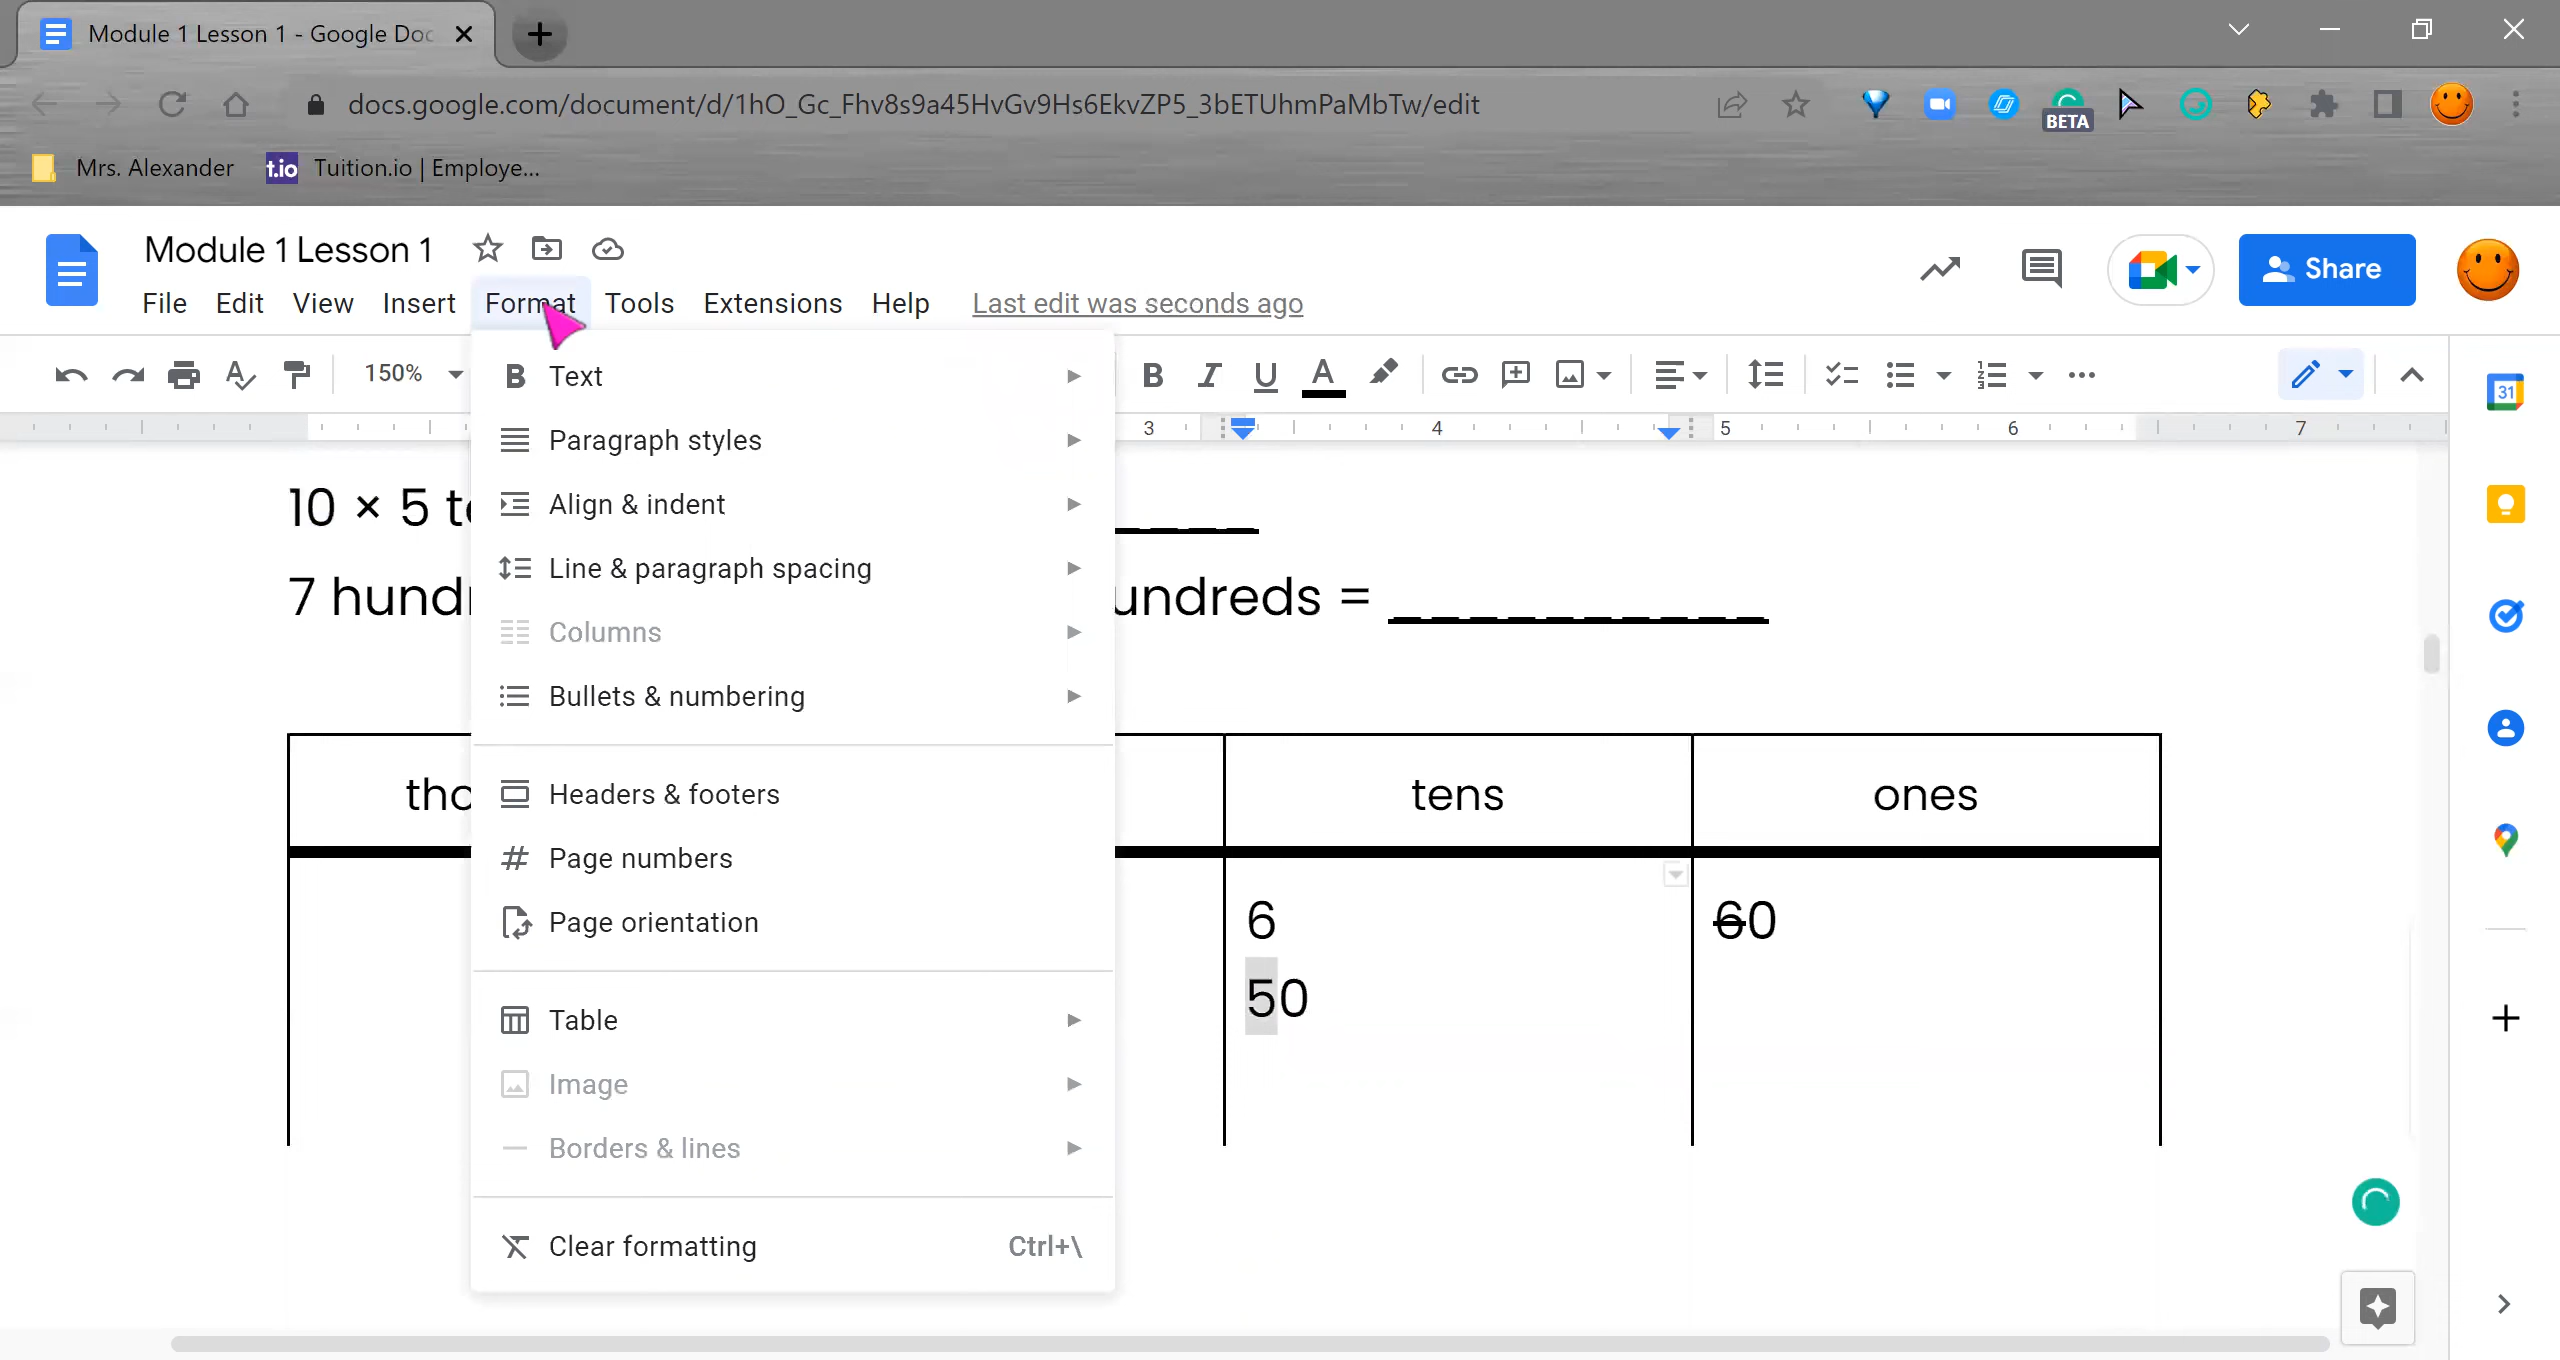 Module 1 Lesson 1 - Google Doc
docs.google.com/document/d/1hO_Gc_Fhv8s9a45HvGv9Hs6EkvZP5_3bETUhmPaMbTw/edit
BETA
Mrs. Alexander
t.io Tuition.io | Employe...
Module 1 Lesson 1
Share
File Edit View Insert Format Tools Extensions Help Last edit was seconds ago
150%
B I U A
3 4 5 6 7
31
B Text
Paragraph styles
Align & indent
Line & paragraph spacing
Columns
Bullets & numbering
Headers & footers
# Page numbers
Page orientation
Table
Image
Borders & lines
Clear formatting Ctrl+\
10 × 5 te __________
7 hundr undreds = __________
tho tens ones
6 60
50